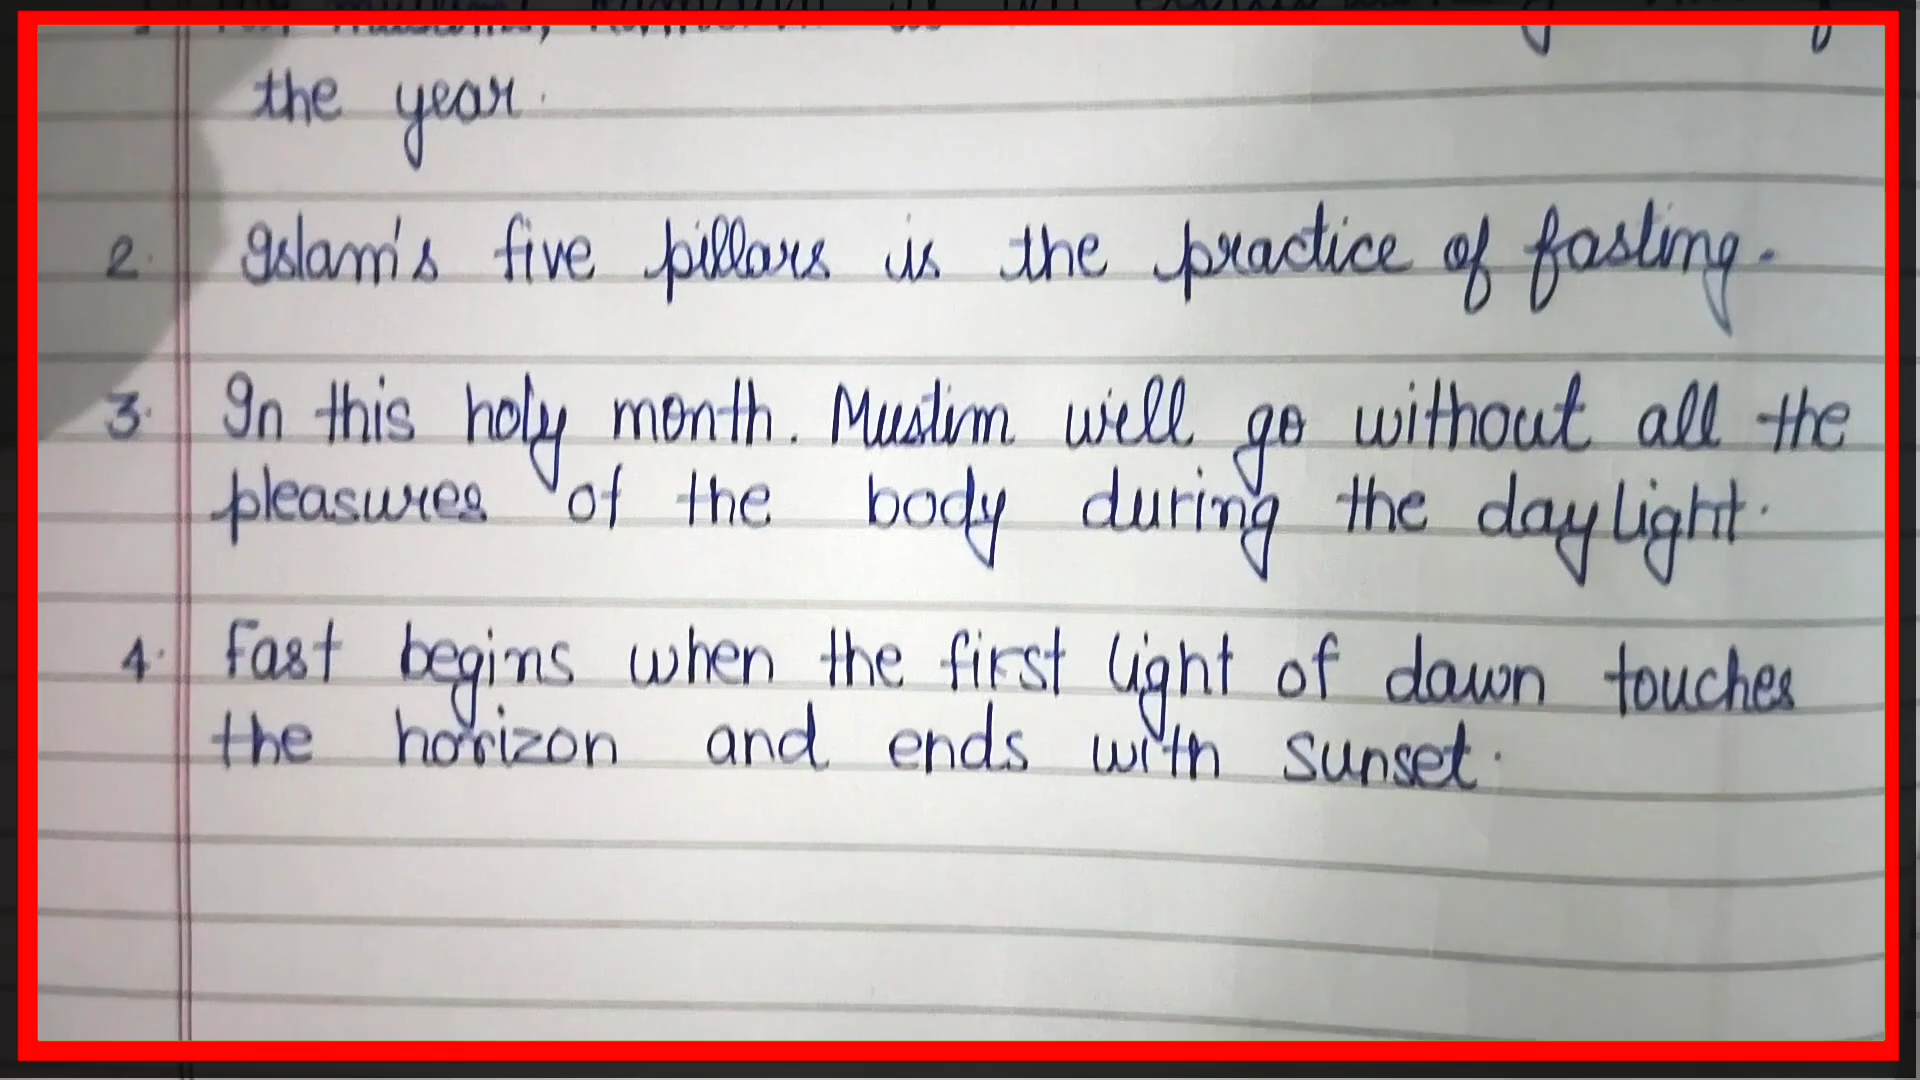 the year.
2. Islam's five pillars is the practice of fasting.
3. In this holy month. Muslim will go without all the
pleasures of the body during the daylight.
4. Fast begins when the first light of dawn touches
the horizon and ends with sunset.